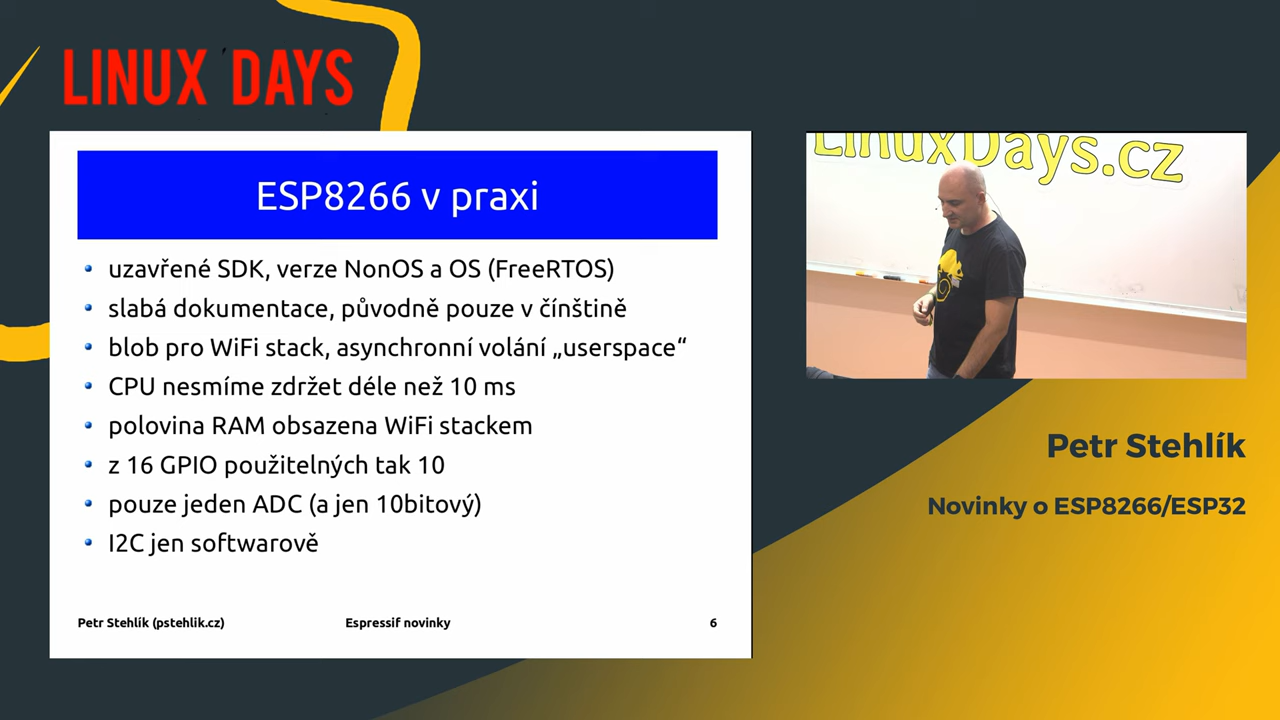 LINUX DAYS
ESP8266 v praxi
uzavřené SDK, verze NonOS a OS (FreeRTOS)
slabá dokumentace, původně pouze v čínštině
blob pro WiFi stack, asynchronní volání „userspace“
CPU nesmíme zdržet déle než 10 ms
polovina RAM obsazena WiFi stackem
z 16 GPIO použitelných tak 10
pouze jeden ADC (a jen 10bitový)
I2C jen softwarově
Petr Stehlík (pstehlik.cz)
Espressif novinky
6
LinuxDays.cz
Petr Stehlík
Novinky o ESP8266/ESP32